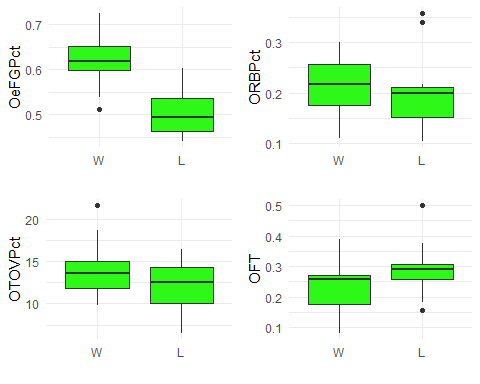 OeFGPct
0.7
0.6
0.5
W L
ORBPct
0.3
0.2
0.1
W L
OTOVPct
20
15
10
W L
OFT
0.5
0.4
0.3
0.2
0.1
W L